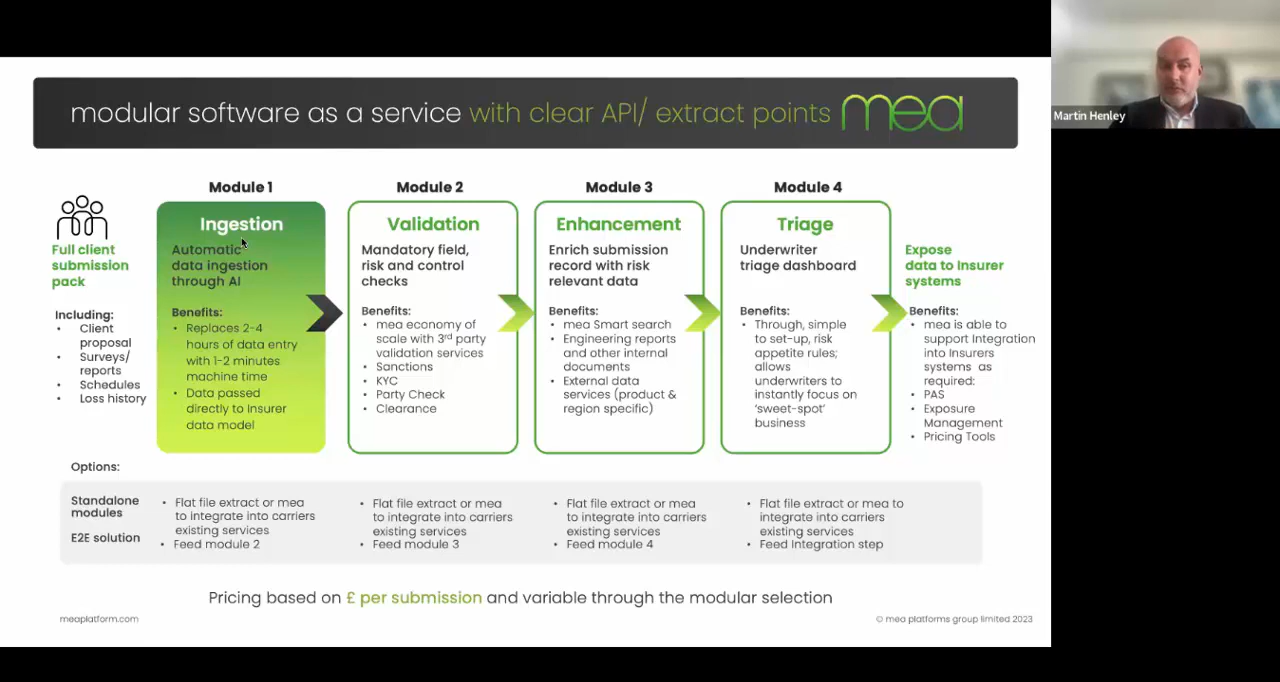 modular software as a service with clear API/ extract points mea
Martin Henley
Full client
submission
pack
Including:
• Client
proposal
• Surveys/
reports
• Schedules
• Loss history
Module 1
Ingestion
Automatic
data ingestion
through AI
Benefits:
• Replaces 2-4
hours of data entry
with 1-2 minutes
machine time
• Data passed
directly to Insurer
data model
Module 2
Validation
Mandatory field,
risk and control
checks
Benefits:
• mea economy of
scale with 3rd party
validation services
• Sanctions
• KYC
• Party Check
• Clearance
Module 3
Enhancement
Enrich submission
record with risk
relevant data
Benefits:
• mea Smart search
• Engineering reports
and other internal
documents
• External data
services (product &
region specific)
Module 4
Triage
Underwriter
triage dashboard
Benefits:
• Through, simple
to set-up, risk
appetite rules;
allows
underwriters to
instantly focus on
'sweet-spot'
business
Expose
data to Insurer
systems
Benefits:
• mea is able to
support Integration
into Insurers
systems as
required:
• PAS
• Exposure
Management
• Pricing Tools
Options:
Standalone
modules
E2E solution
• Flat file extract or mea
to integrate into carriers
existing services
• Feed module 2
• Flat file extract or mea
to integrate into carriers
existing services
• Feed module 3
• Flat file extract or mea
to integrate into carriers
existing services
• Feed module 4
• Flat file extract or mea to
integrate into carriers
existing services
• Feed Integration step
Pricing based on £ per submission and variable through the modular selection
meaplatform.com
© mea platforms group limited 2023